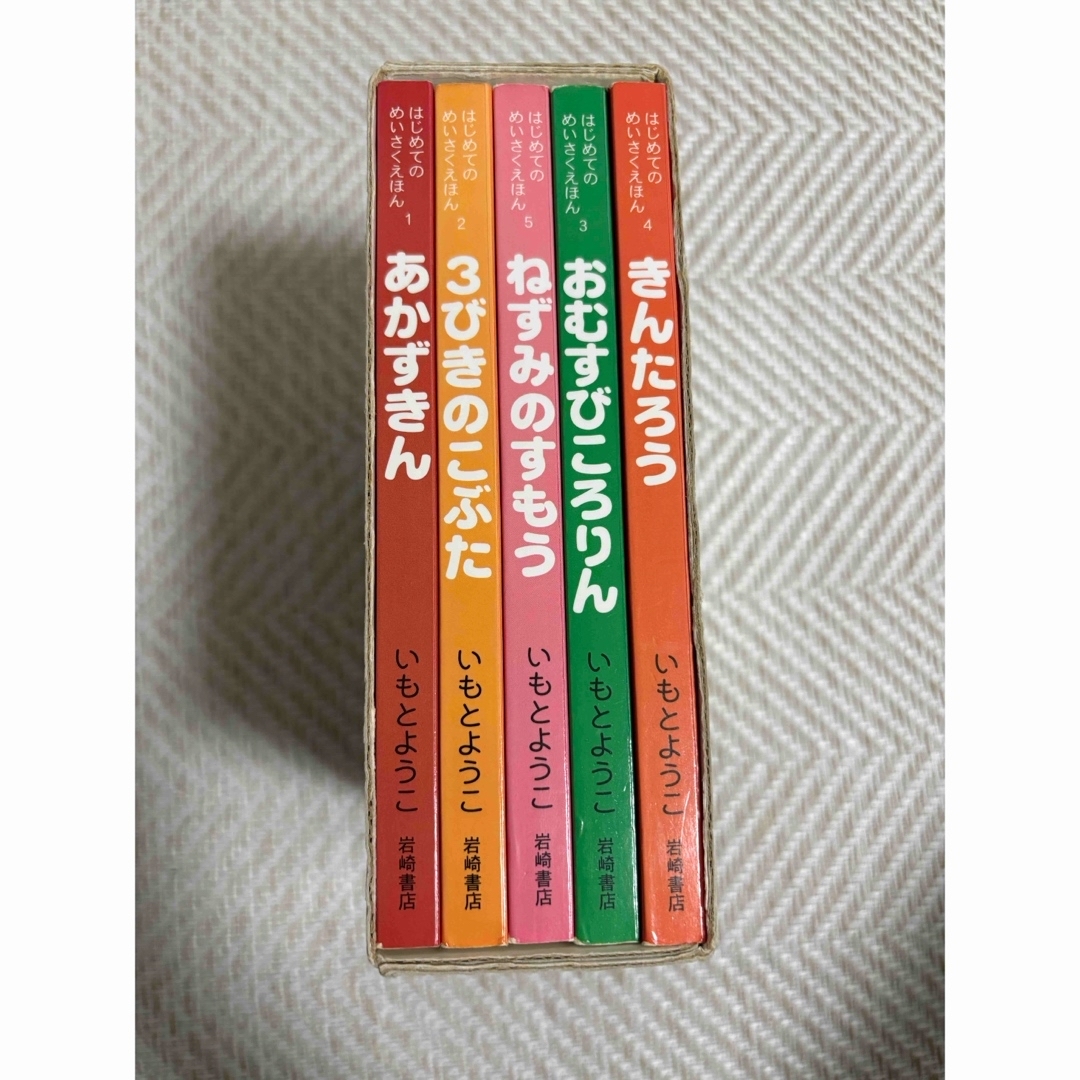 はじめての
めいさくえほん 1
あかずきん
いもとようこ
岩崎書店
はじめての
めいさくえほん 2
3びきのこぶた
いもとようこ
岩崎書店
はじめての
めいさくえほん 5
ねずみのすもう
いもとようこ
岩崎書店
はじめての
めいさくえほん 3
おむすびころりん
いもとようこ
岩崎書店
はじめての
めいさくえほん 4
きんたろう
いもとようこ
岩崎書店